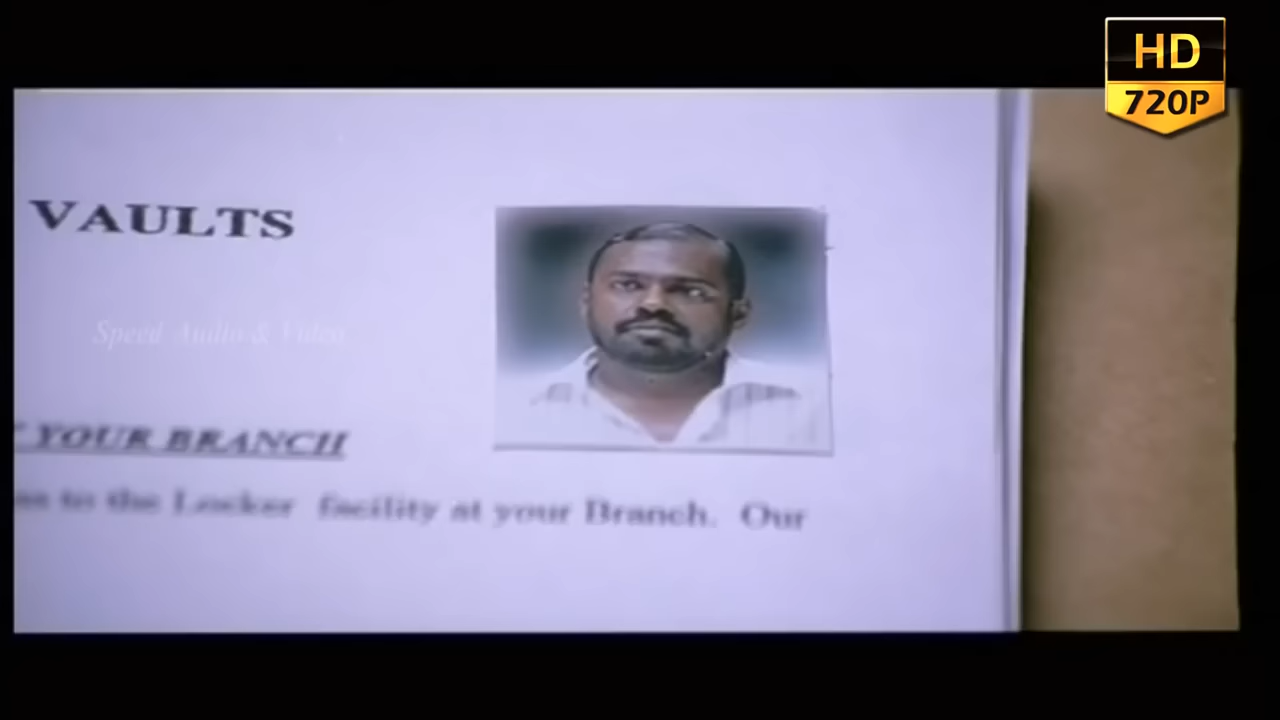 HD
720P
VAULTS
Speed Audio & Video
YOUR BRANCH
to the Locker facility at your Branch. Our